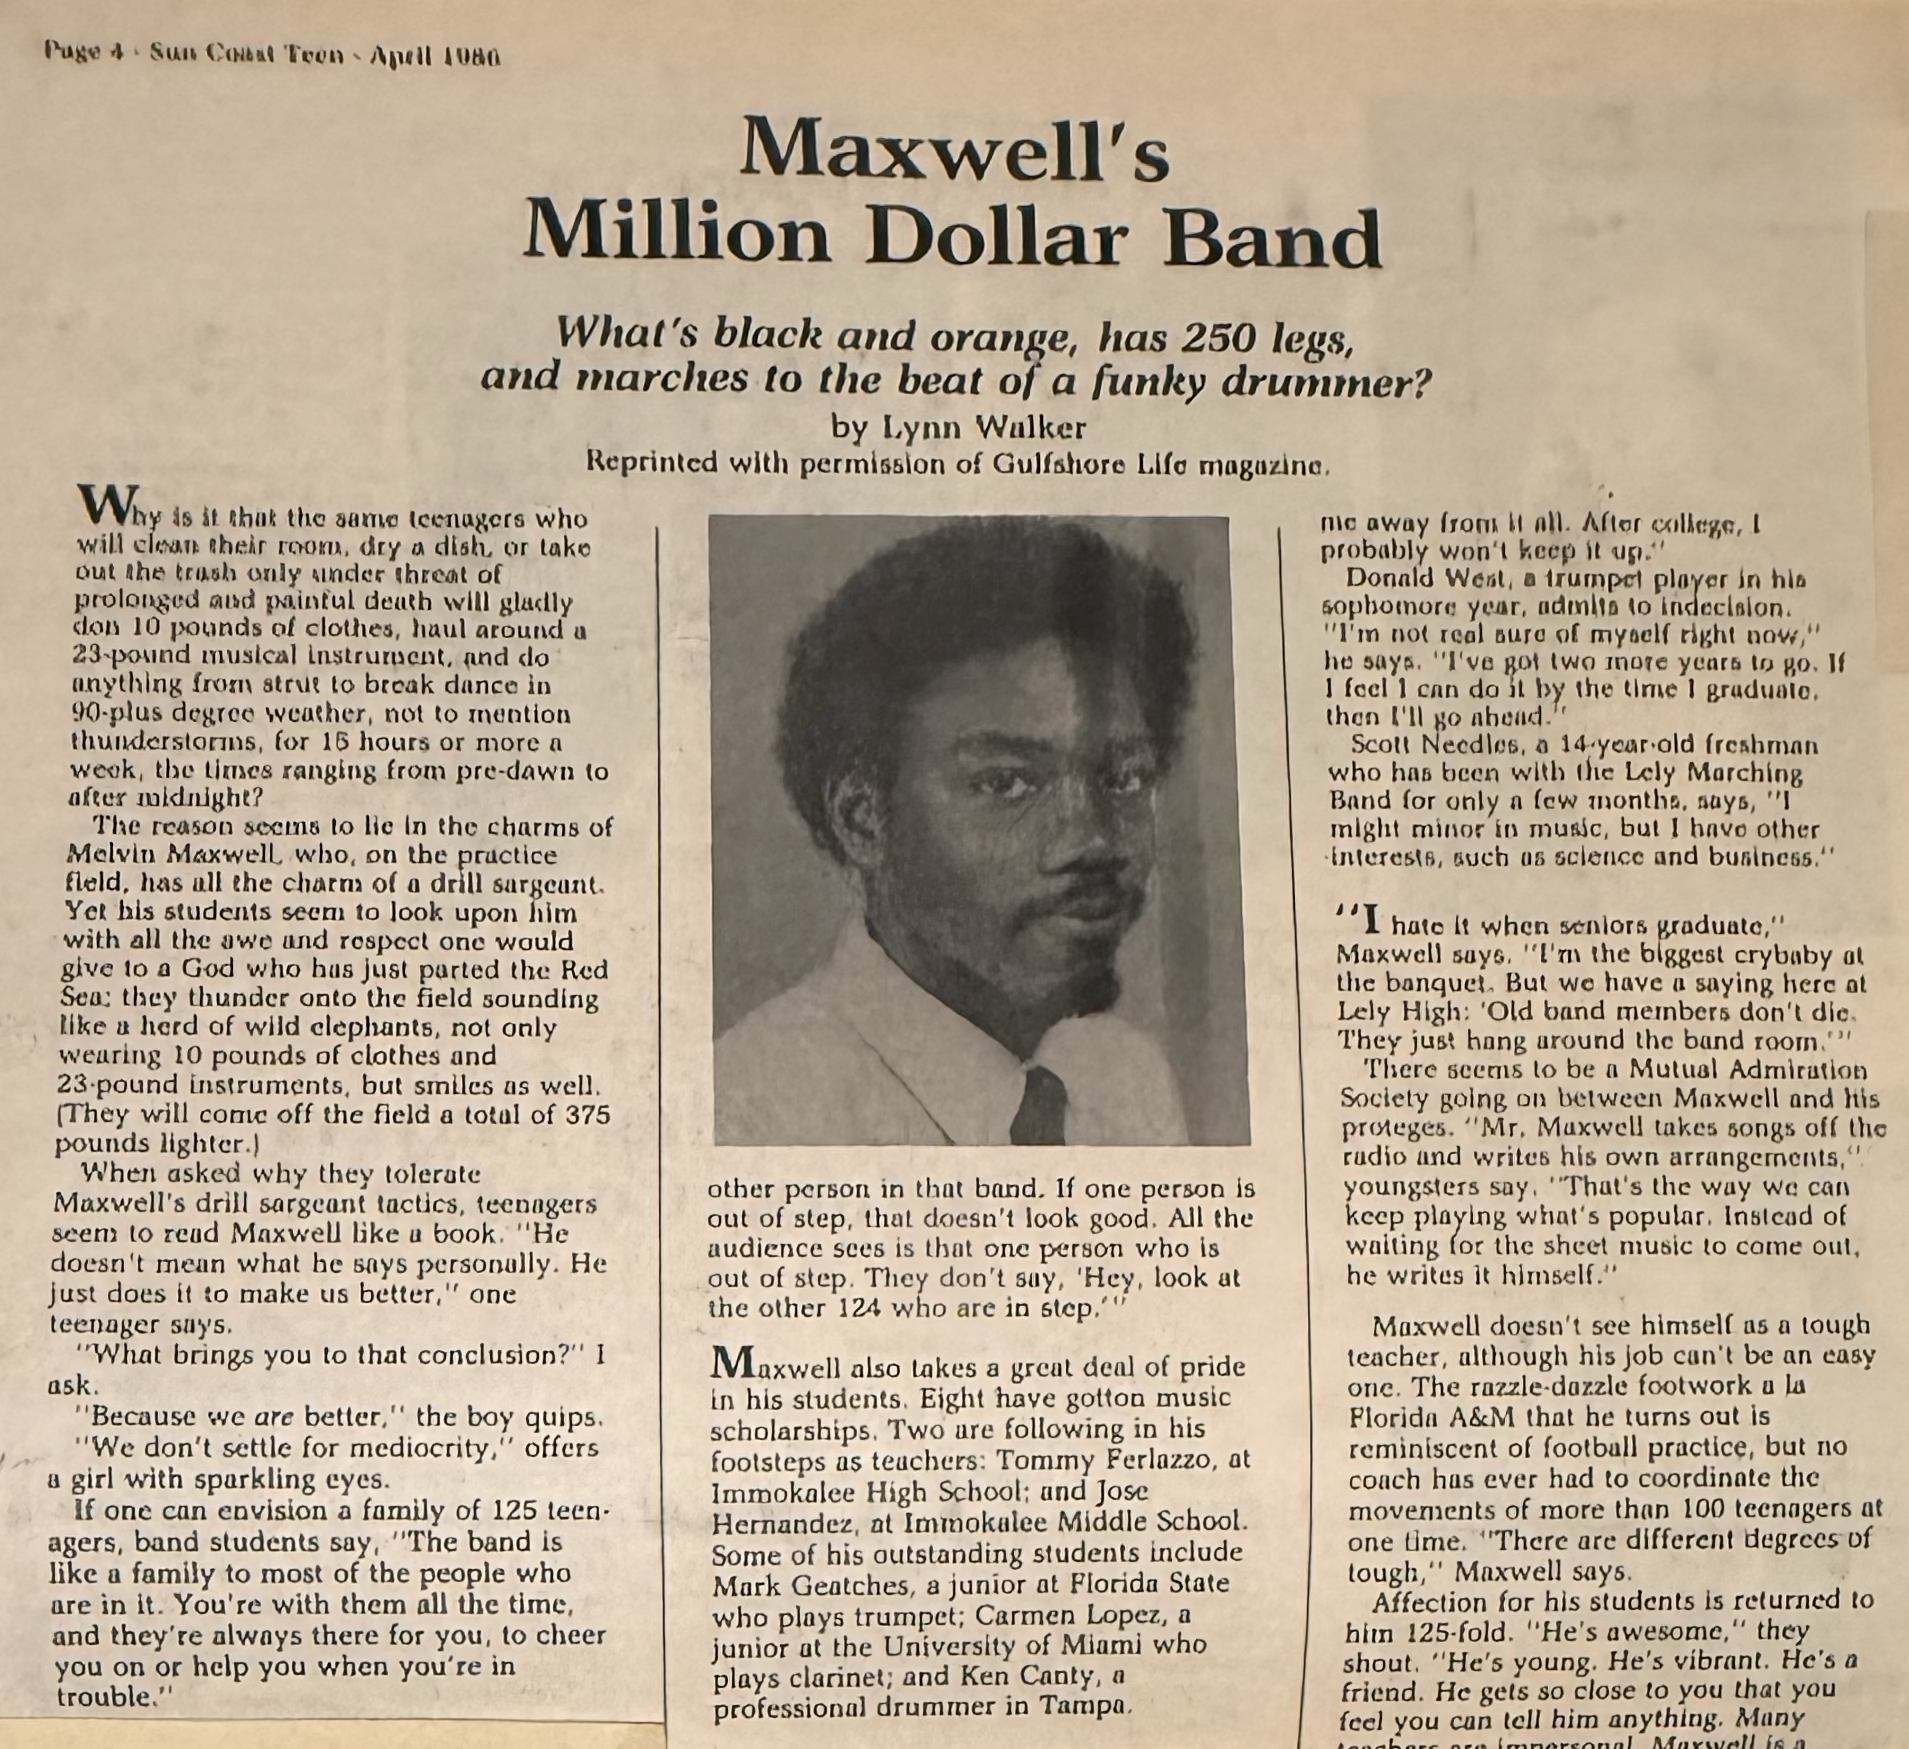 Page 4 - Sun Coast Teen - April 1986
Maxwell's
Million Dollar Band
What's black and orange, has 250 legs,
and marches to the beat of a funky drummer?
by Lynn Walker
Reprinted with permission of Gulfshore Life magazine.
Why is it that the same teenagers who
will clean their room, dry a dish, or take
out the trash only under threat of
prolonged and painful death will gladly
don 10 pounds of clothes, haul around a
23-pound musical instrument, and do
anything from strut to break dance in
90-plus degree weather, not to mention
thunderstorms, for 15 hours or more a
week, the times ranging from pre-dawn to
after midnight?
The reason seems to lie in the charms of
Melvin Maxwell, who, on the practice
field, has all the charm of a drill sargeant.
Yet his students seem to look upon him
with all the awe and respect one would
give to a God who has just parted the Red
Sea; they thunder onto the field sounding
like a herd of wild elephants, not only
wearing 10 pounds of clothes and
23-pound instruments, but smiles as well.
(They will come off the field a total of 375
pounds lighter.)
When asked why they tolerate
Maxwell's drill sargeant tactics, teenagers
seem to read Maxwell like a book. "He
doesn't mean what he says personally. He
just does it to make us better," one
teenager says.
"What brings you to that conclusion?" I
ask.
"Because we are better," the boy quips.
"We don't settle for mediocrity," offers
a girl with sparkling eyes.
If one can envision a family of 125 teen-
agers, band students say, "The band is
like a family to most of the people who
are in it. You're with them all the time,
and they're always there for you, to cheer
you on or help you when you're in
trouble."
other person in that band. If one person is
out of step, that doesn't look good. All the
audience sees is that one person who is
out of step. They don't say, 'Hey, look at
the other 124 who are in step.'"
Maxwell also takes a great deal of pride
in his students. Eight have gotton music
scholarships. Two are following in his
footsteps as teachers: Tommy Ferlazzo, at
Immokalee High School; and Jose
Hernandez, at Immokalee Middle School.
Some of his outstanding students include
Mark Geatches, a junior at Florida State
who plays trumpet; Carmen Lopez, a
junior at the University of Miami who
plays clarinet; and Ken Canty, a
professional drummer in Tampa.
me away from it all. After college, I
probably won't keep it up."
Donald West, a trumpet player in his
sophomore year, admits to indecision.
"I'm not real sure of myself right now,"
he says. "I've got two more years to go. If
I feel I can do it by the time I graduate,
then I'll go ahead."
Scott Needles, a 14-year-old freshman
who has been with the Lely Marching
Band for only a few months, says, "I
might minor in music, but I have other
interests, such as science and business."
"I hate it when seniors graduate,"
Maxwell says. "I'm the biggest crybaby at
the banquet. But we have a saying here at
Lely High: 'Old band members don't die.
They just hang around the band room.'"
There seems to be a Mutual Admiration
Society going on between Maxwell and his
proteges. "Mr. Maxwell takes songs off the
radio and writes his own arrangements,"
youngsters say. "That's the way we can
keep playing what's popular. Instead of
waiting for the sheet music to come out,
he writes it himself."
Maxwell doesn't see himself as a tough
teacher, although his job can't be an easy
one. The razzle-dazzle footwork a la
Florida A&M that he turns out is
reminiscent of football practice, but no
coach has ever had to coordinate the
movements of more than 100 teenagers at
one time. "There are different degrees of
tough," Maxwell says.
Affection for his students is returned to
him 125-fold. "He's awesome," they
shout. "He's young. He's vibrant. He's a
friend. He gets so close to you that you
feel you can tell him anything. Many
teachers are impersonal. Maxwell is a